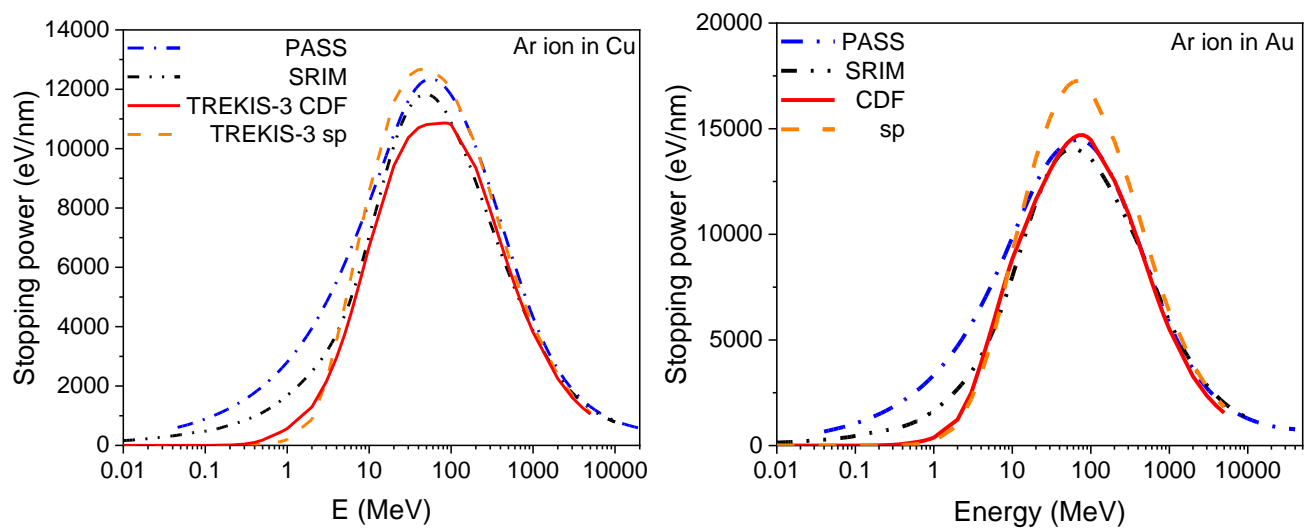 14000
12000
10000
8000
6000
4000
2000
0
Stopping power (eV/nm)
PASS
SRIM
TREKIS-3 CDF
TREKIS-3 sp
Ar ion in Cu
0.01 0.1 1 10 100 1000 10000
E (MeV)
20000
15000
10000
5000
0
Stopping power (eV/nm)
PASS
SRIM
CDF
sp
Ar ion in Au
0.01 0.1 1 10 100 1000 10000
Energy (MeV)